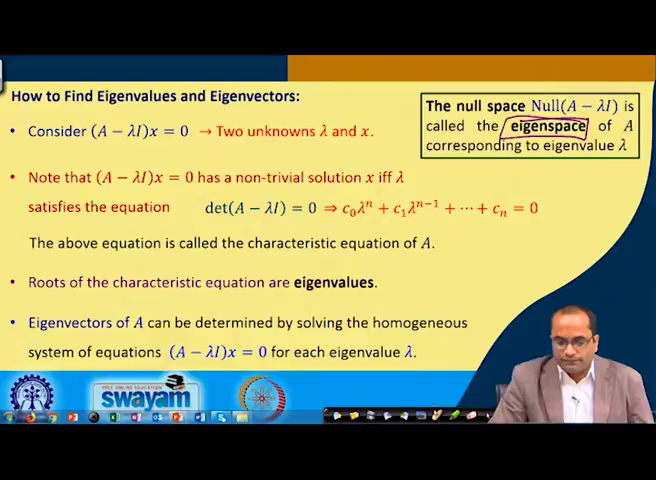 How to Find Eigenvalues and Eigenvectors:
• Consider (A − λI)x = 0 → Two unknowns λ and x.
The null space Null(A − λI) is
called the eigenspace of A
corresponding to eigenvalue λ
• Note that (A − λI)x = 0 has a non-trivial solution x iff λ
satisfies the equation det(A − λI) = 0 ⇒ c₀λⁿ + c₁λⁿ⁻¹ + ⋯ + cₙ = 0
The above equation is called the characteristic equation of A.
• Roots of the characteristic equation are eigenvalues.
• Eigenvectors of A can be determined by solving the homogeneous
system of equations (A − λI)x = 0 for each eigenvalue λ.
FREE ONLINE EDUCATION
swayam